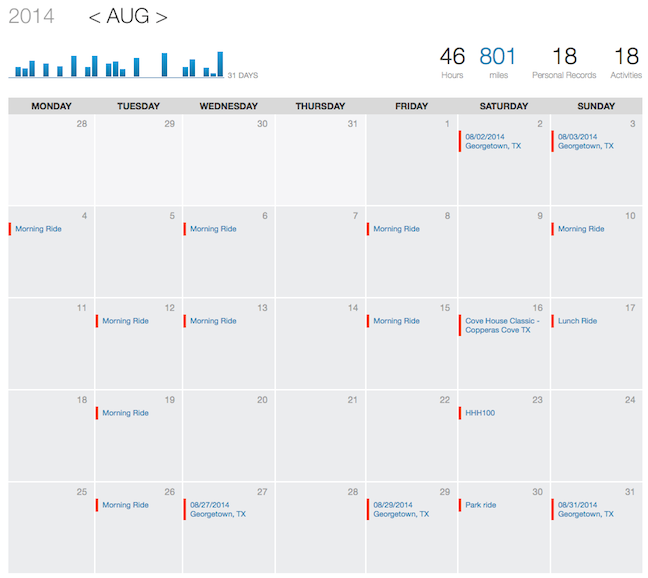 2014 < AUG >
46 801 18 18
Hours miles Personal Records Activities
31 DAYS
MONDAY TUESDAY WEDNESDAY THURSDAY FRIDAY SATURDAY SUNDAY
28 29 30 31 1 2 3
08/02/2014 08/03/2014
Georgetown, TX Georgetown, TX
4 5 6 7 8 9 10
Morning Ride Morning Ride Morning Ride Morning Ride
11 12 13 14 15 16 17
Morning Ride Morning Ride Morning Ride Cove House Classic - Lunch Ride
Copperas Cove TX
18 19 20 21 22 23 24
Morning Ride HHH100
25 26 27 28 29 30 31
Morning Ride 08/27/2014 08/29/2014 Park ride 08/31/2014
Georgetown, TX Georgetown, TX Georgetown, TX